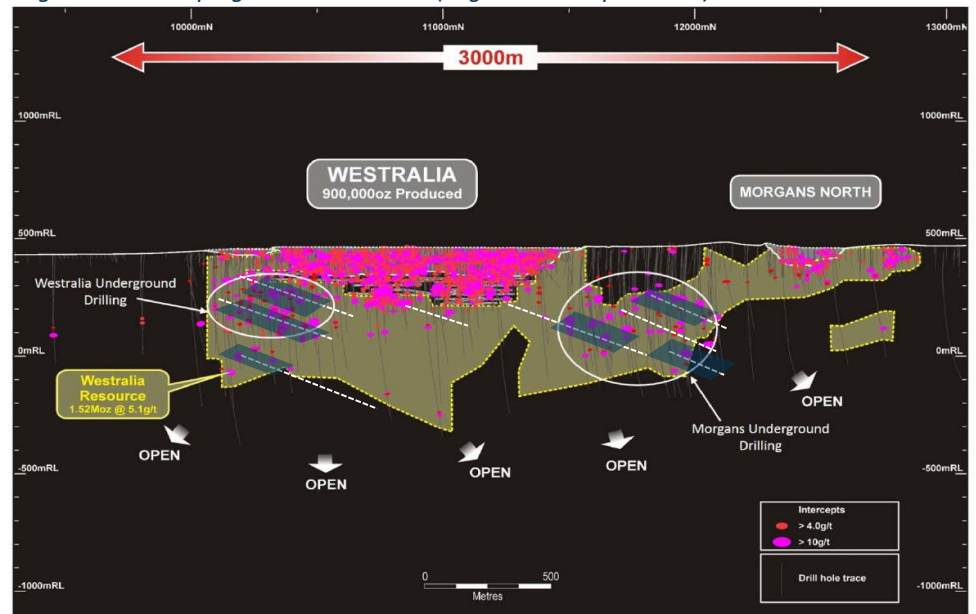 10000mN
11000mN
12000mN
13000mN
3000m
1000mRL
1000mRL
WESTRALIA
900,000oz Produced
MORGANS NORTH
500mRL
500mRL
Westralia Underground
Drilling
0mRL
0mRL
Westralia
Resource
1.52Moz @ 5.1g/t
OPEN
Morgans Underground
Drilling
OPEN
OPEN
OPEN
OPEN
-500mRL
-500mRL
Intercepts
> 4.0g/t
> 10g/t
Drill hole trace
0
500
Metres
-1000mRL
-1000mRL